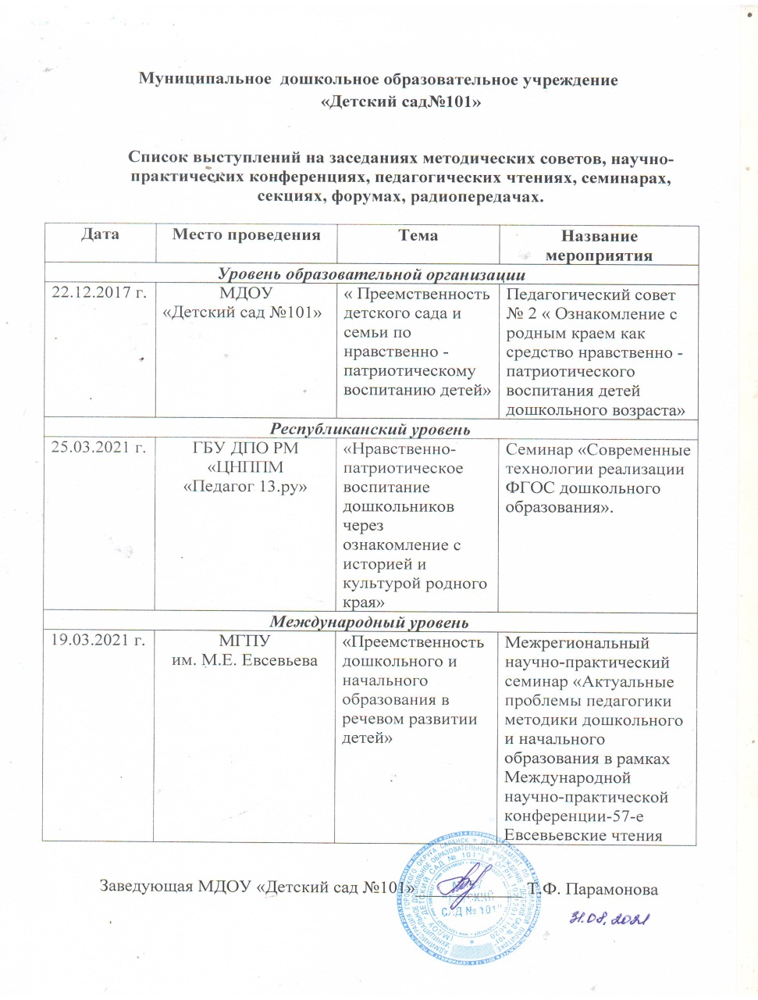 Муниципальное дошкольное образовательное учреждение
«Детский сад№101»
Список выступлений на заседаниях методических советов, научно-
практических конференциях, педагогических чтениях, семинарах,
секциях, форумах, радиопередачах.
Дата Место проведения Тема Название
мероприятия
Уровень образовательной организации
22.12.2017 г.
МДОУ
«Детский сад №101»
« Преемственность
детского сада и
семьи по
нравственно -
патриотическому
воспитанию детей»
Педагогический совет
№ 2 « Ознакомление с
родным краем как
средство нравственно -
патриотического
воспитания детей
дошкольного возраста»
Республиканский уровень
25.03.2021 г.
ГБУ ДПО РМ
«ЦНППМ
«Педагог 13.ру»
«Нравственно-
патриотическое
воспитание
дошкольников
через
ознакомление с
историей и
культурой родного
края»
Семинар «Современные
технологии реализации
ФГОС дошкольного
образования».
Международный уровень
19.03.2021 г.
МГПУ
им. М.Е. Евсевьева
«Преемственность
дошкольного и
начального
образования в
речевом развитии
детей»
Межрегиональный
научно-практический
семинар «Актуальные
проблемы педагогики
методики дошкольного
и начального
образования в рамках
Международной
научно-практической
конференции-57-е
Евсевьевские чтения
Заведующая МДОУ «Детский сад №101»____________ Т.Ф. Парамонова
САД № 101"
31.08.2021